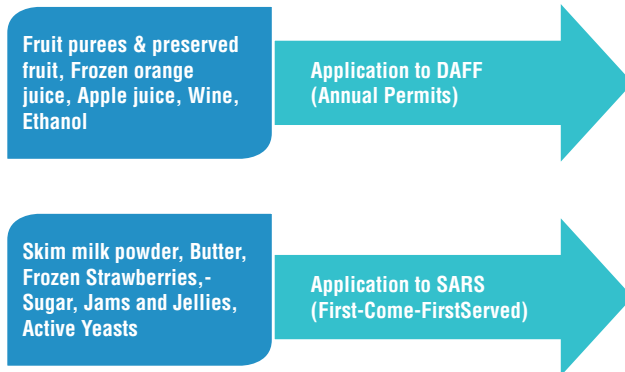 Fruit purees & preserved
fruit, Frozen orange
juice, Apple juice, Wine,
Ethanol
Application to DAFF
(Annual Permits)
Skim milk powder, Butter,
Frozen Strawberries,-
Sugar, Jams and Jellies,
Active Yeasts
Application to SARS
(First-Come-FirstServed)